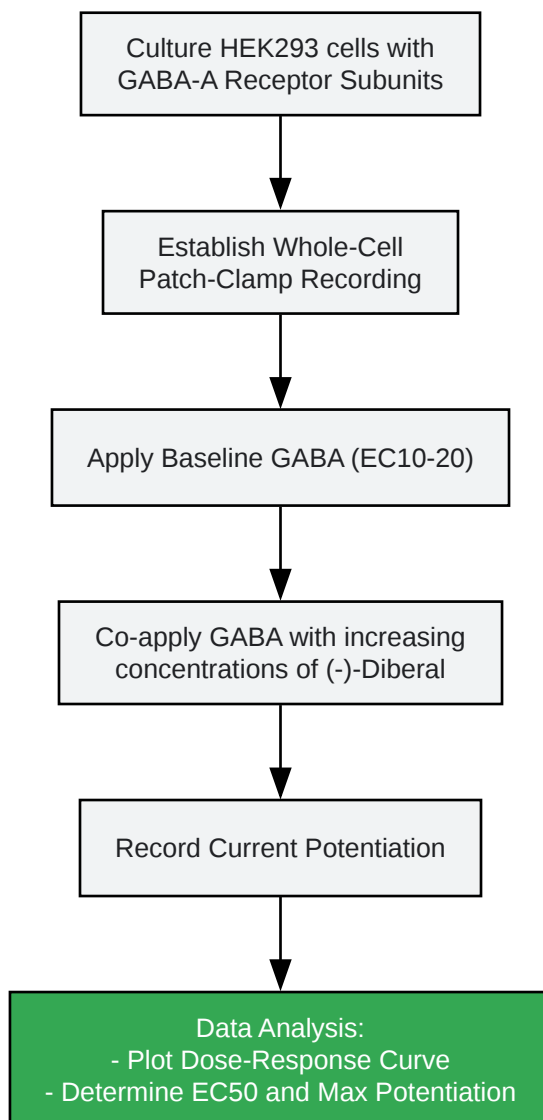 Culture HEK293 cells with
GABA-A Receptor Subunits
Establish Whole-Cell
Patch-Clamp Recording
Apply Baseline GABA (EC10-20)
Co-apply GABA with increasing
concentrations of (-)-Diberal
Record Current Potentiation
Data Analysis:
- Plot Dose-Response Curve
- Determine EC50 and Max Potentiation